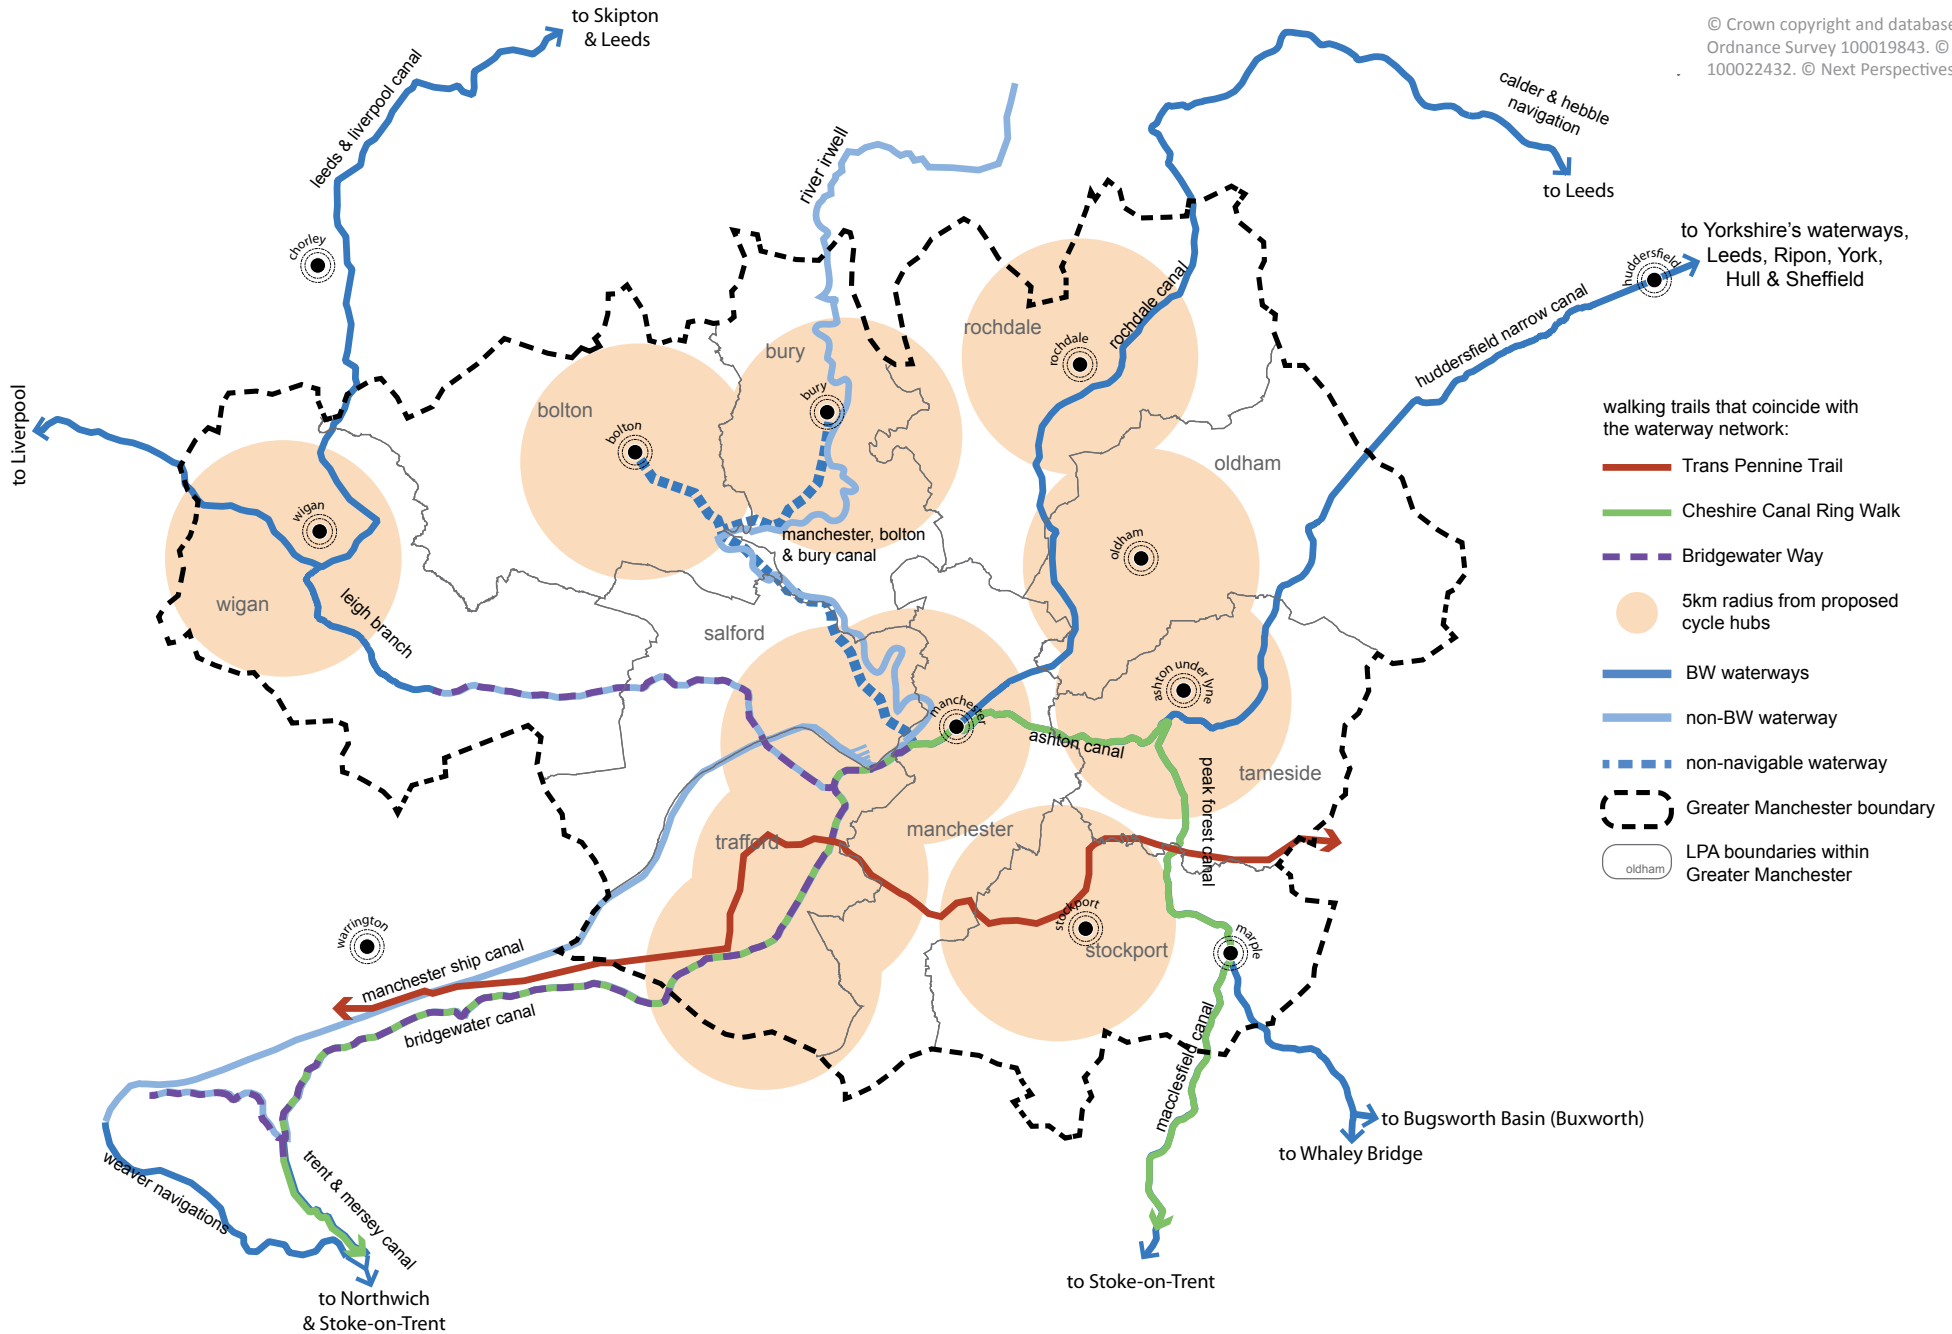 © Crown copyright and database
Ordnance Survey 100019843. ©
100022432. © Next Perspectives
to Skipton
& Leeds
leeds & liverpool canal
river irwell
calder & hebble
navigation
to Leeds
to Yorkshire's waterways,
Leeds, Ripon, York,
Hull & Sheffield
huddersfield
huddersfield narrow canal
chorley
rochdale
rochdale
rochdale canal
bury
bury
bolton
bolton
to Liverpool
oldham
oldham
wigan
wigan
manchester, bolton
& bury canal
leigh branch
salford
ashton under lyne
manchester
ashton canal
tameside
peak forest canal
trafford
manchester
stockport
stockport
marple
warrington
manchester ship canal
bridgewater canal
macclesfield canal
weaver navigations
trent & mersey canal
to Bugsworth Basin (Buxworth)
to Whaley Bridge
to Stoke-on-Trent
to Northwich
& Stoke-on-Trent
walking trails that coincide with
the waterway network:
Trans Pennine Trail
Cheshire Canal Ring Walk
Bridgewater Way
5km radius from proposed
cycle hubs
BW waterways
non-BW waterway
non-navigable waterway
Greater Manchester boundary
oldham
LPA boundaries within
Greater Manchester